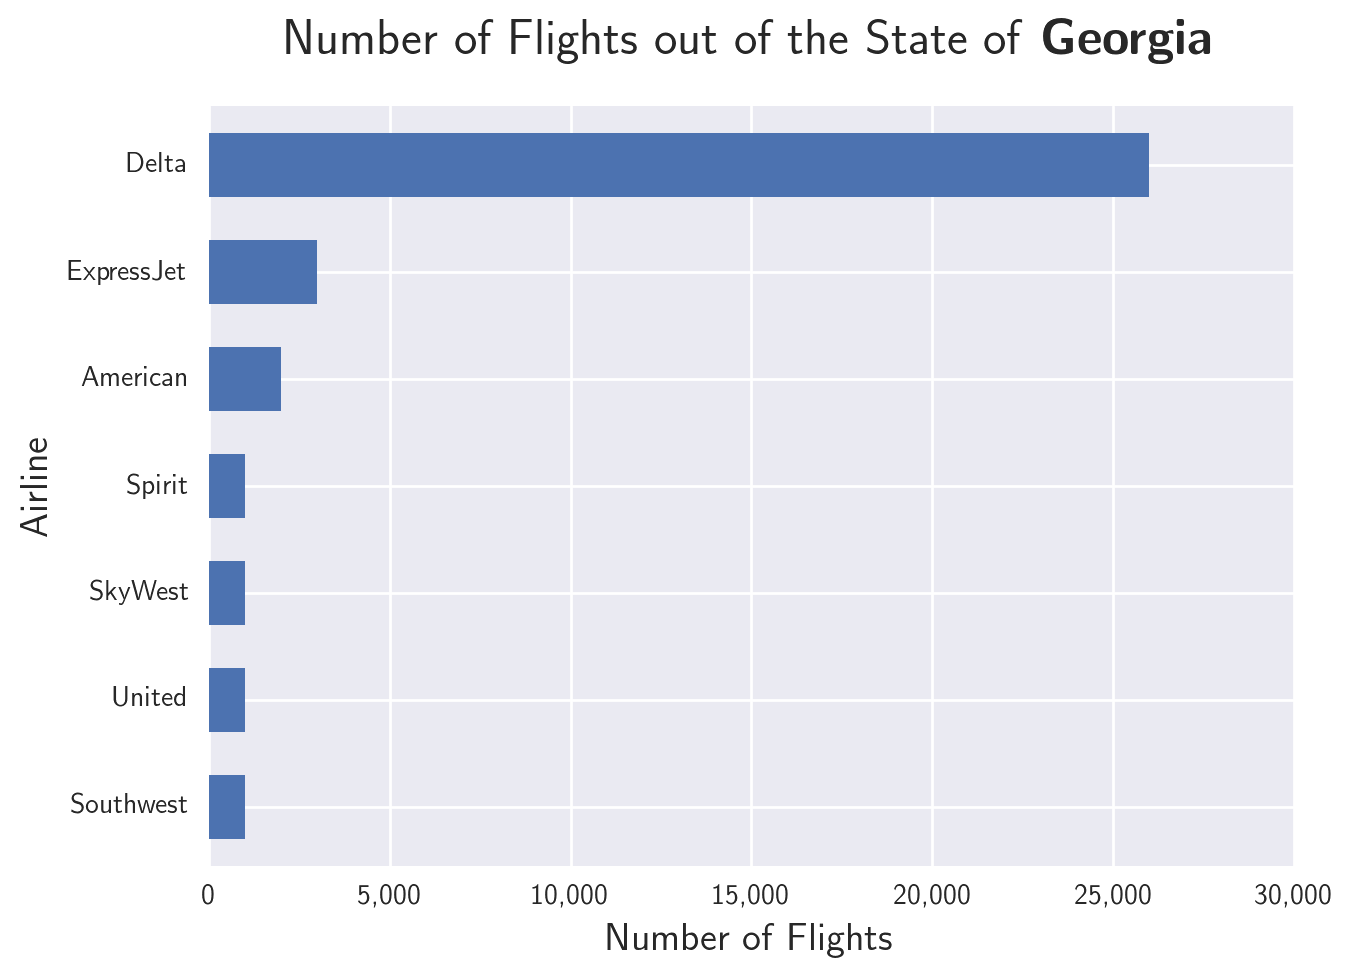 Number of Flights out of the State of Georgia
Delta
ExpressJet
American
Spirit
SkyWest
United
Southwest
Airline
0 5,000 10,000 15,000 20,000 25,000 30,000
Number of Flights